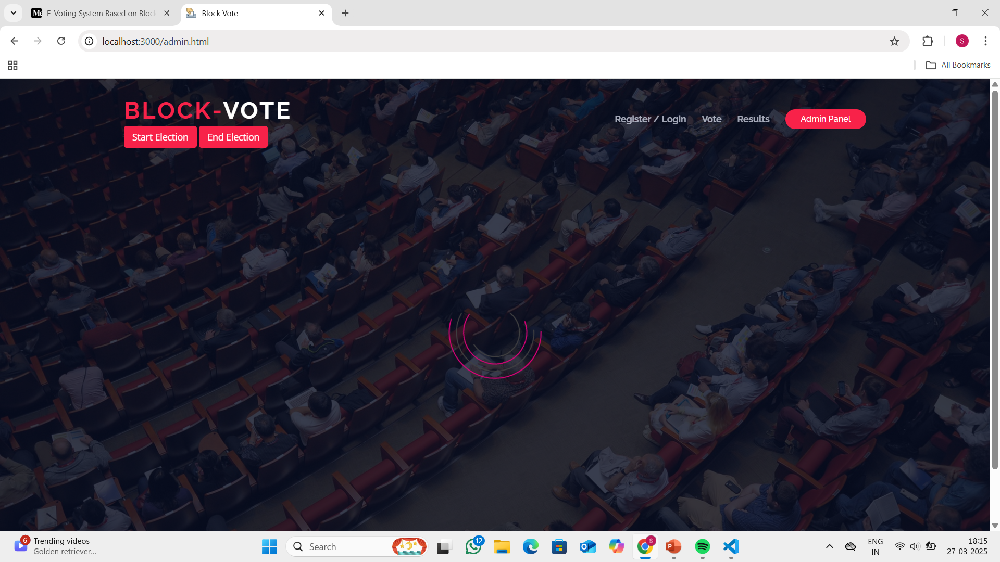 E-Voting System Based on Bloc
Block Vote
localhost:3000/admin.html
S
All Bookmarks
BLOCK-VOTE
Register / Login
Vote
Results
Admin Panel
Start Election
End Election
6
Trending videos
Golden retriever...
Search
12
S
ENG
IN
18:15
27-03-2025